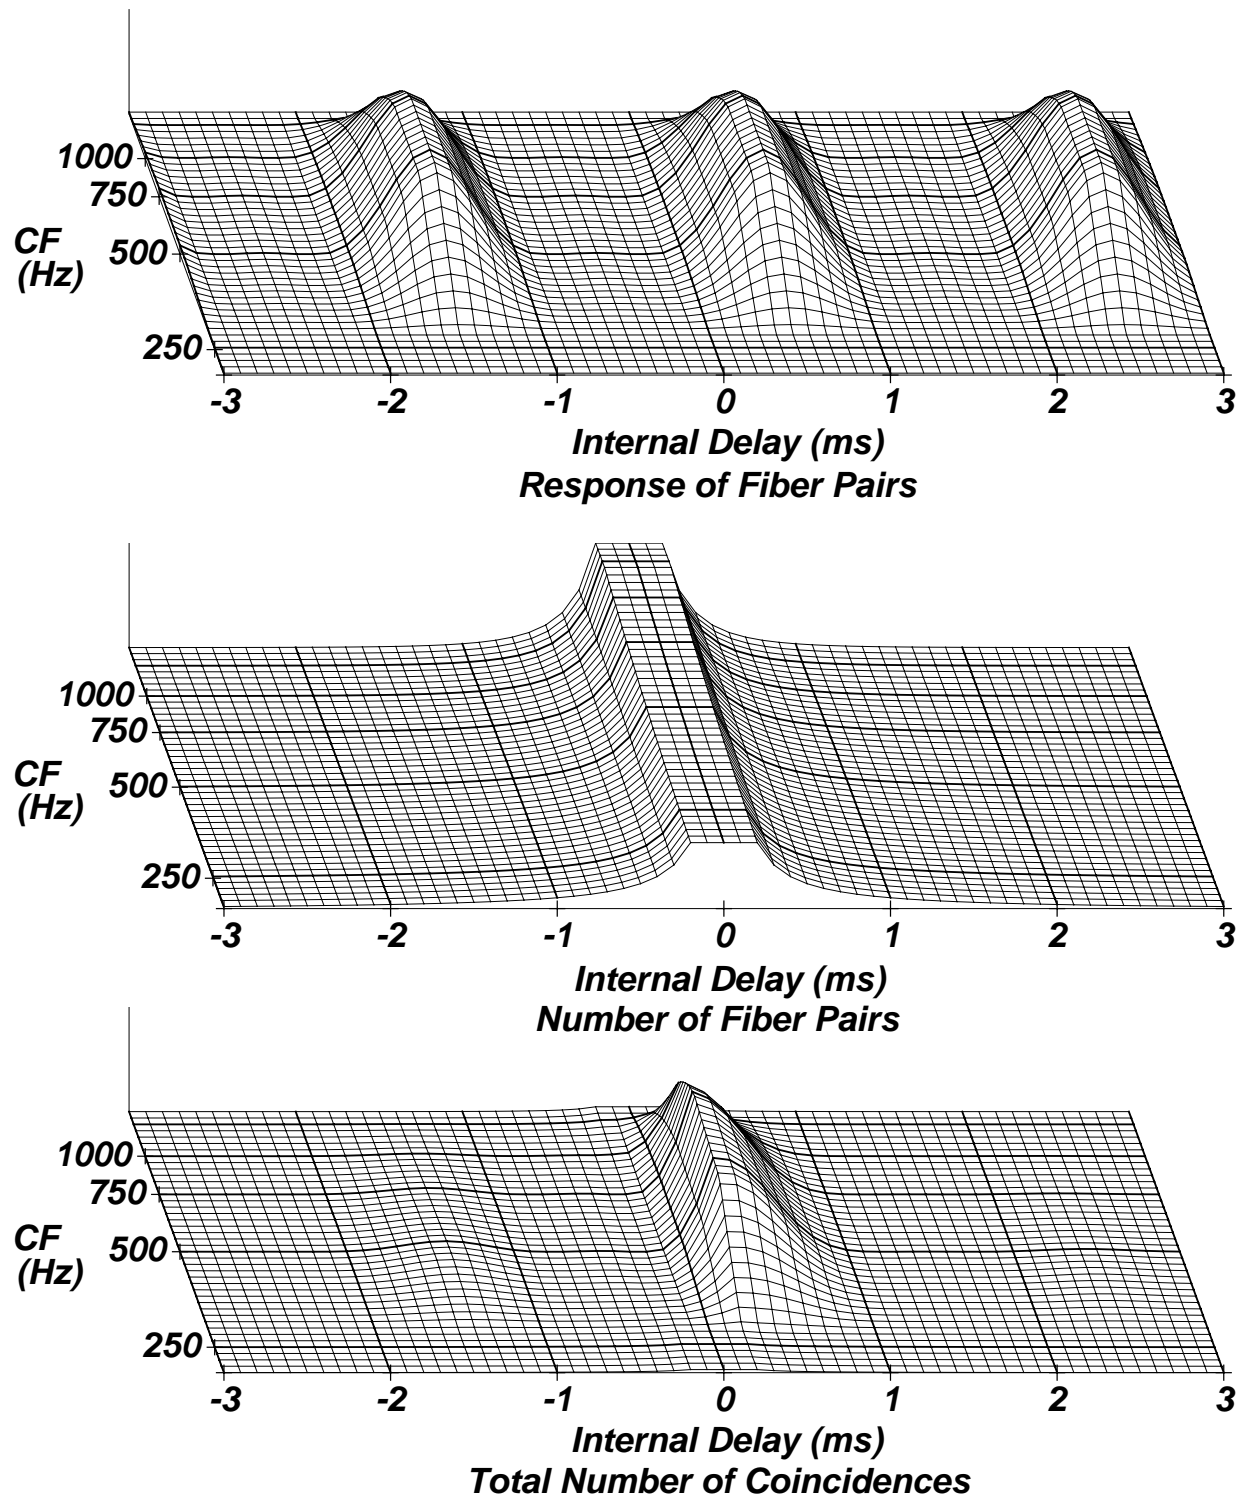 1000
750
CF
(Hz)
500
250
-3 -2 -1 0 1 2 3
Internal Delay (ms)
Response of Fiber Pairs
1000
750
CF
(Hz)
500
250
-3 -2 -1 0 1 2 3
Internal Delay (ms)
Number of Fiber Pairs
1000
750
CF
(Hz)
500
250
-3 -2 -1 0 1 2 3
Internal Delay (ms)
Total Number of Coincidences